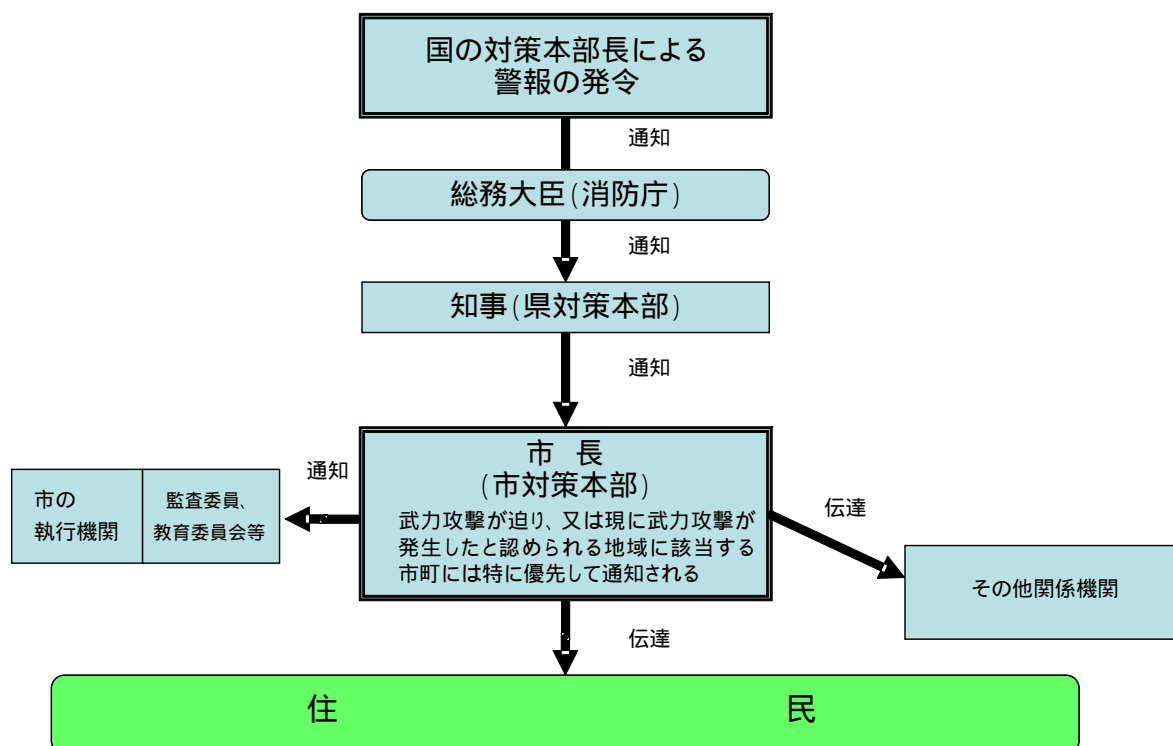 国の対策本部長による
警報の発令
通知
総務大臣(消防庁)
通知
知事(県対策本部)
通知
市 長
(市対策本部)
武力攻撃が迫り、又は現に武力攻撃が
発生したと認められる地域に該当する
市町には特に優先して通知される
通知
市の
執行機関
監査委員、
教育委員会等
伝達
その他関係機関
伝達
住 民